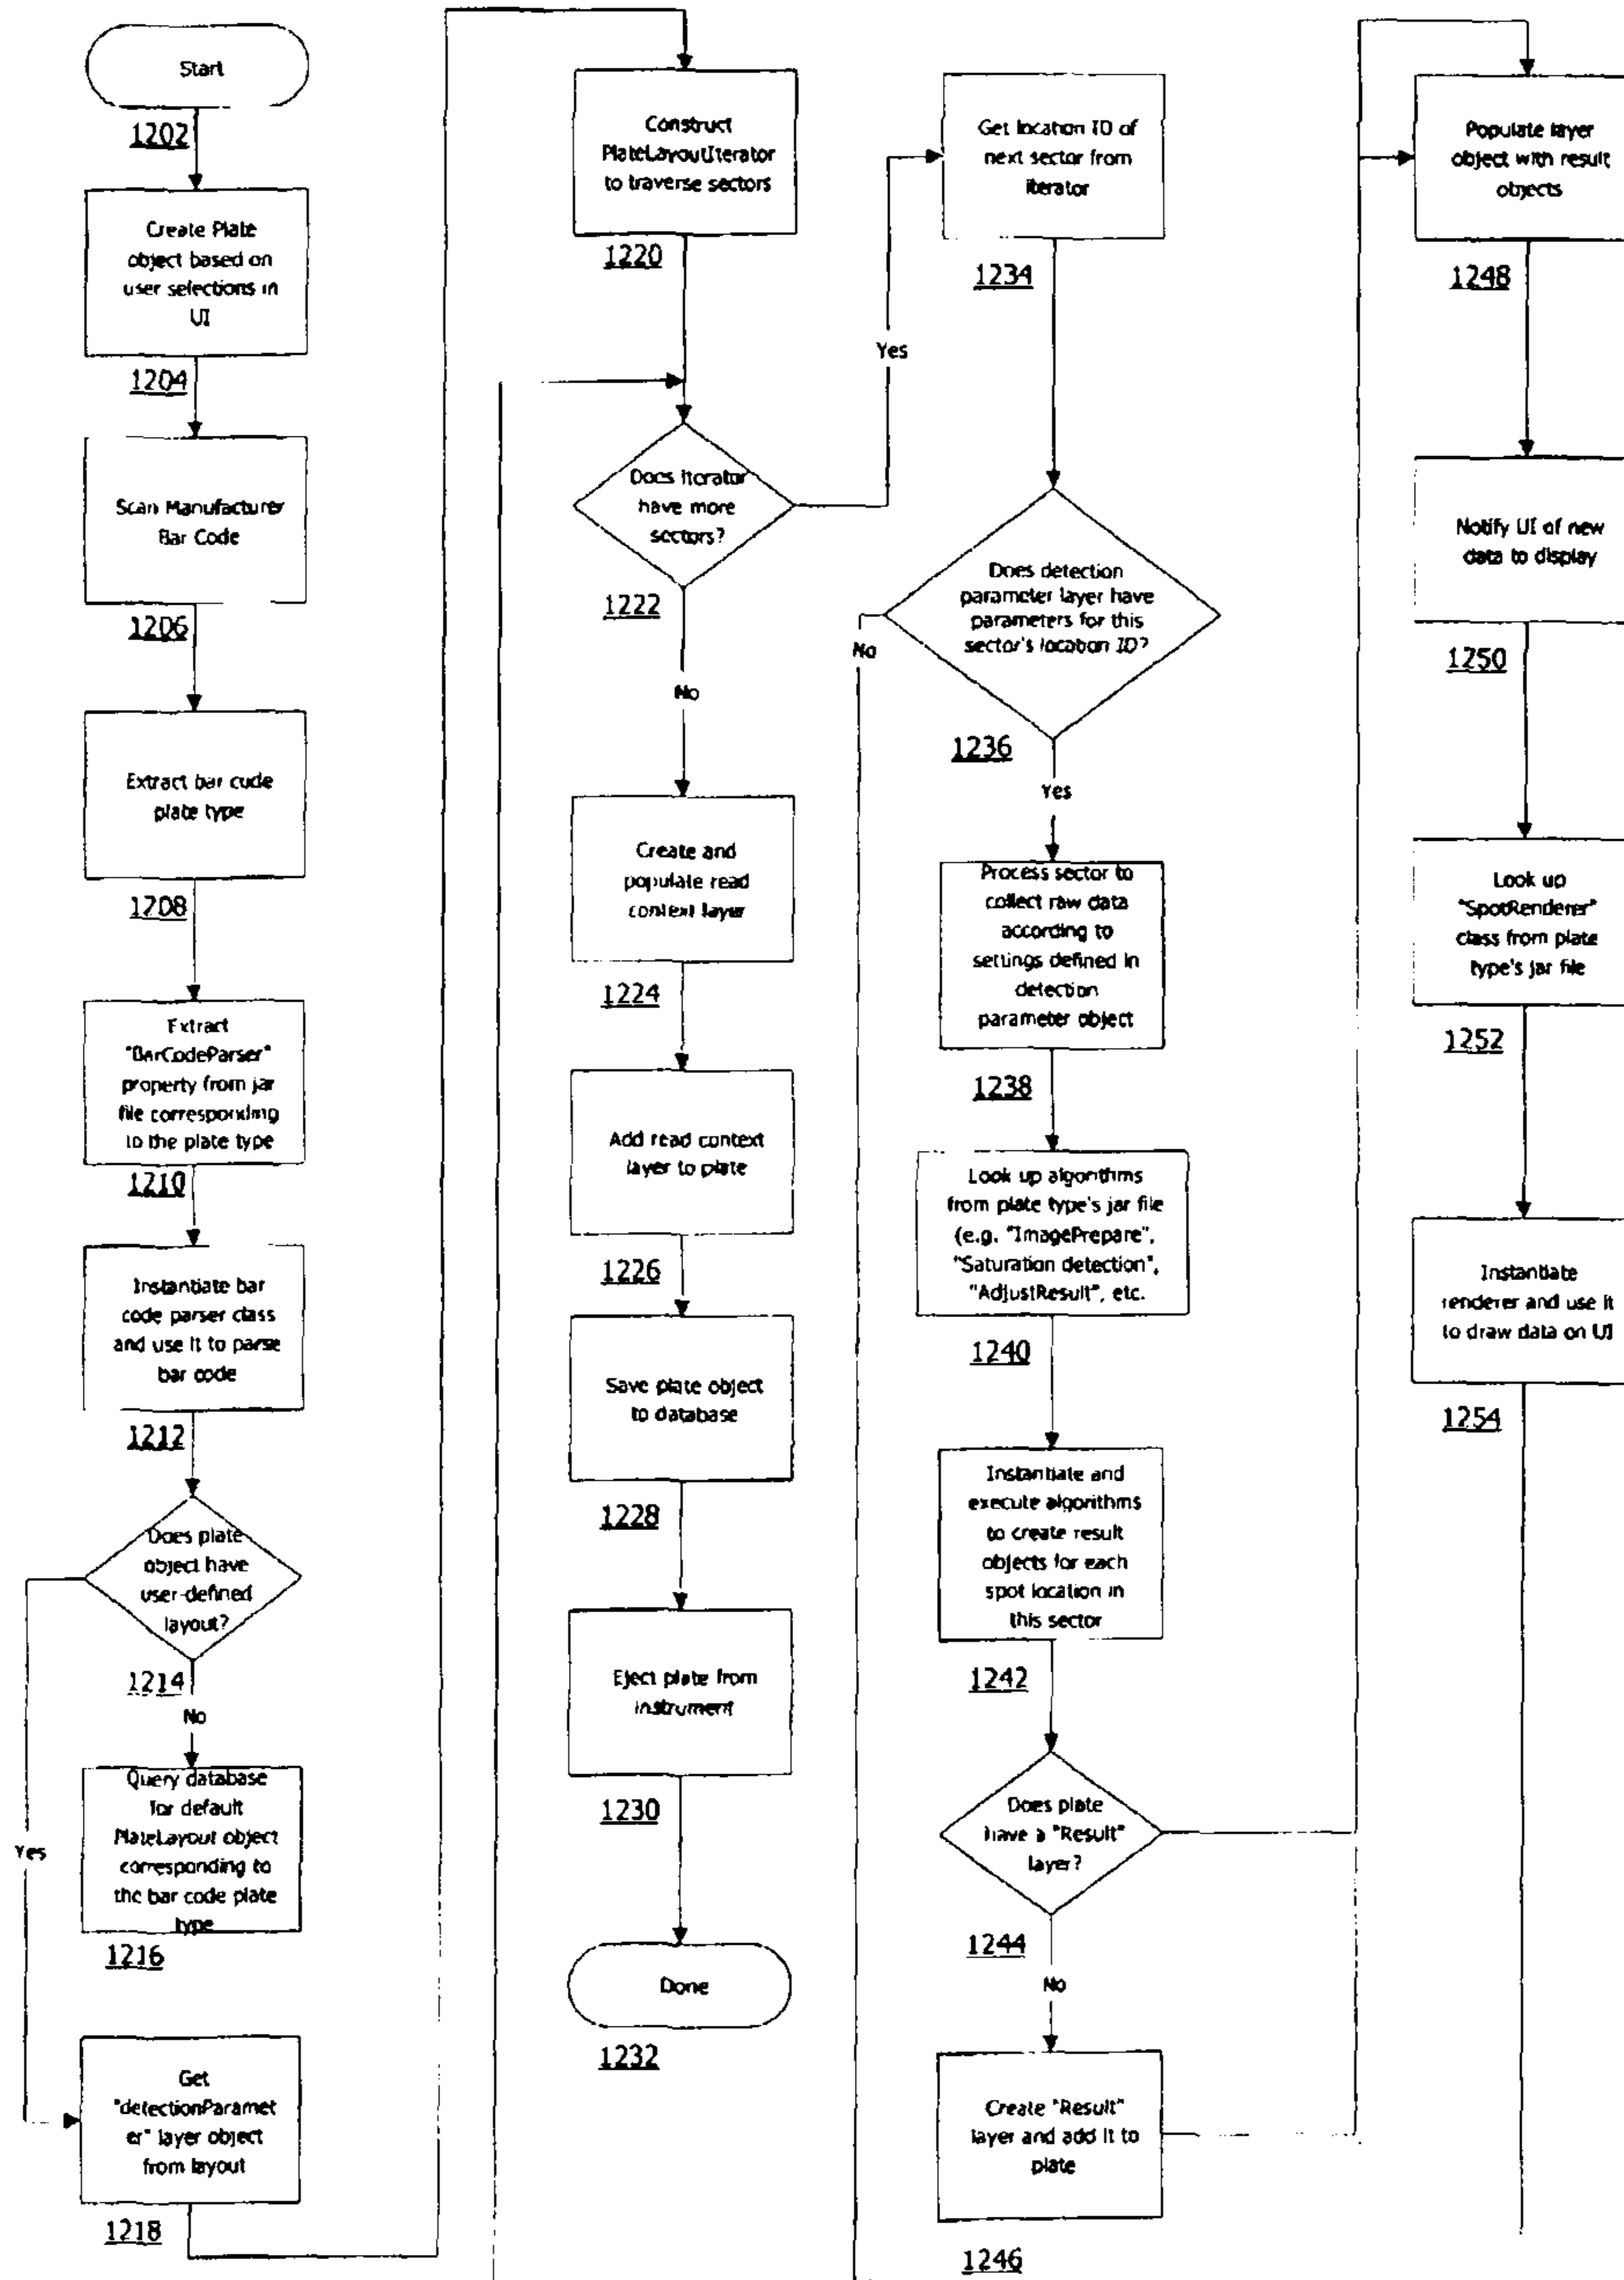 Start
1202
Create Plate
object based on
user selections in
UI
1204
Scan Manufacturer
Bar Code
1206
Extract bar code
plate type
1208
Extract
"BarCodeParser"
property from jar
file corresponding
to the plate type
1210
Instantiate bar
code parser class
and use it to parse
bar code
1212
Does plate
object have
user-defined
layout?
1214
No
Yes
Query database
for default
PlateLayout object
corresponding to
the bar code plate
type
1216
Get
"detectionParamet
er" layer object
from layout
1218
Construct
PlateLayoutIterator
to traverse sectors
1220
Does iterator
have more
sectors?
1222
Yes
No
Create and
populate read
context layer
1224
Add read context
layer to plate
1226
Save plate object
to database
1228
Eject plate from
instrument
1230
Done
1232
Get location ID of
next sector from
iterator
1234
Does detection
parameter layer have
parameters for this
sector's location ID?
No
1236
Yes
Process sector to
collect raw data
according to
settings defined in
detection
parameter object
1238
Look up algorithms
from plate type's jar file
(e.g. "ImagePrepare",
"Saturation detection",
"AdjustResult", etc.
1240
Instantiate and
execute algorithms
to create result
objects for each
spot location in
this sector
1242
Does plate
have a "Result"
layer?
1244
No
Create "Result"
layer and add it to
plate
1246
Populate layer
object with result
objects
1248
Notify UI of new
data to display
1250
Look up
"SpotRenderer"
class from plate
type's jar file
1252
Instantiate
renderer and use it
to draw data on UI
1254